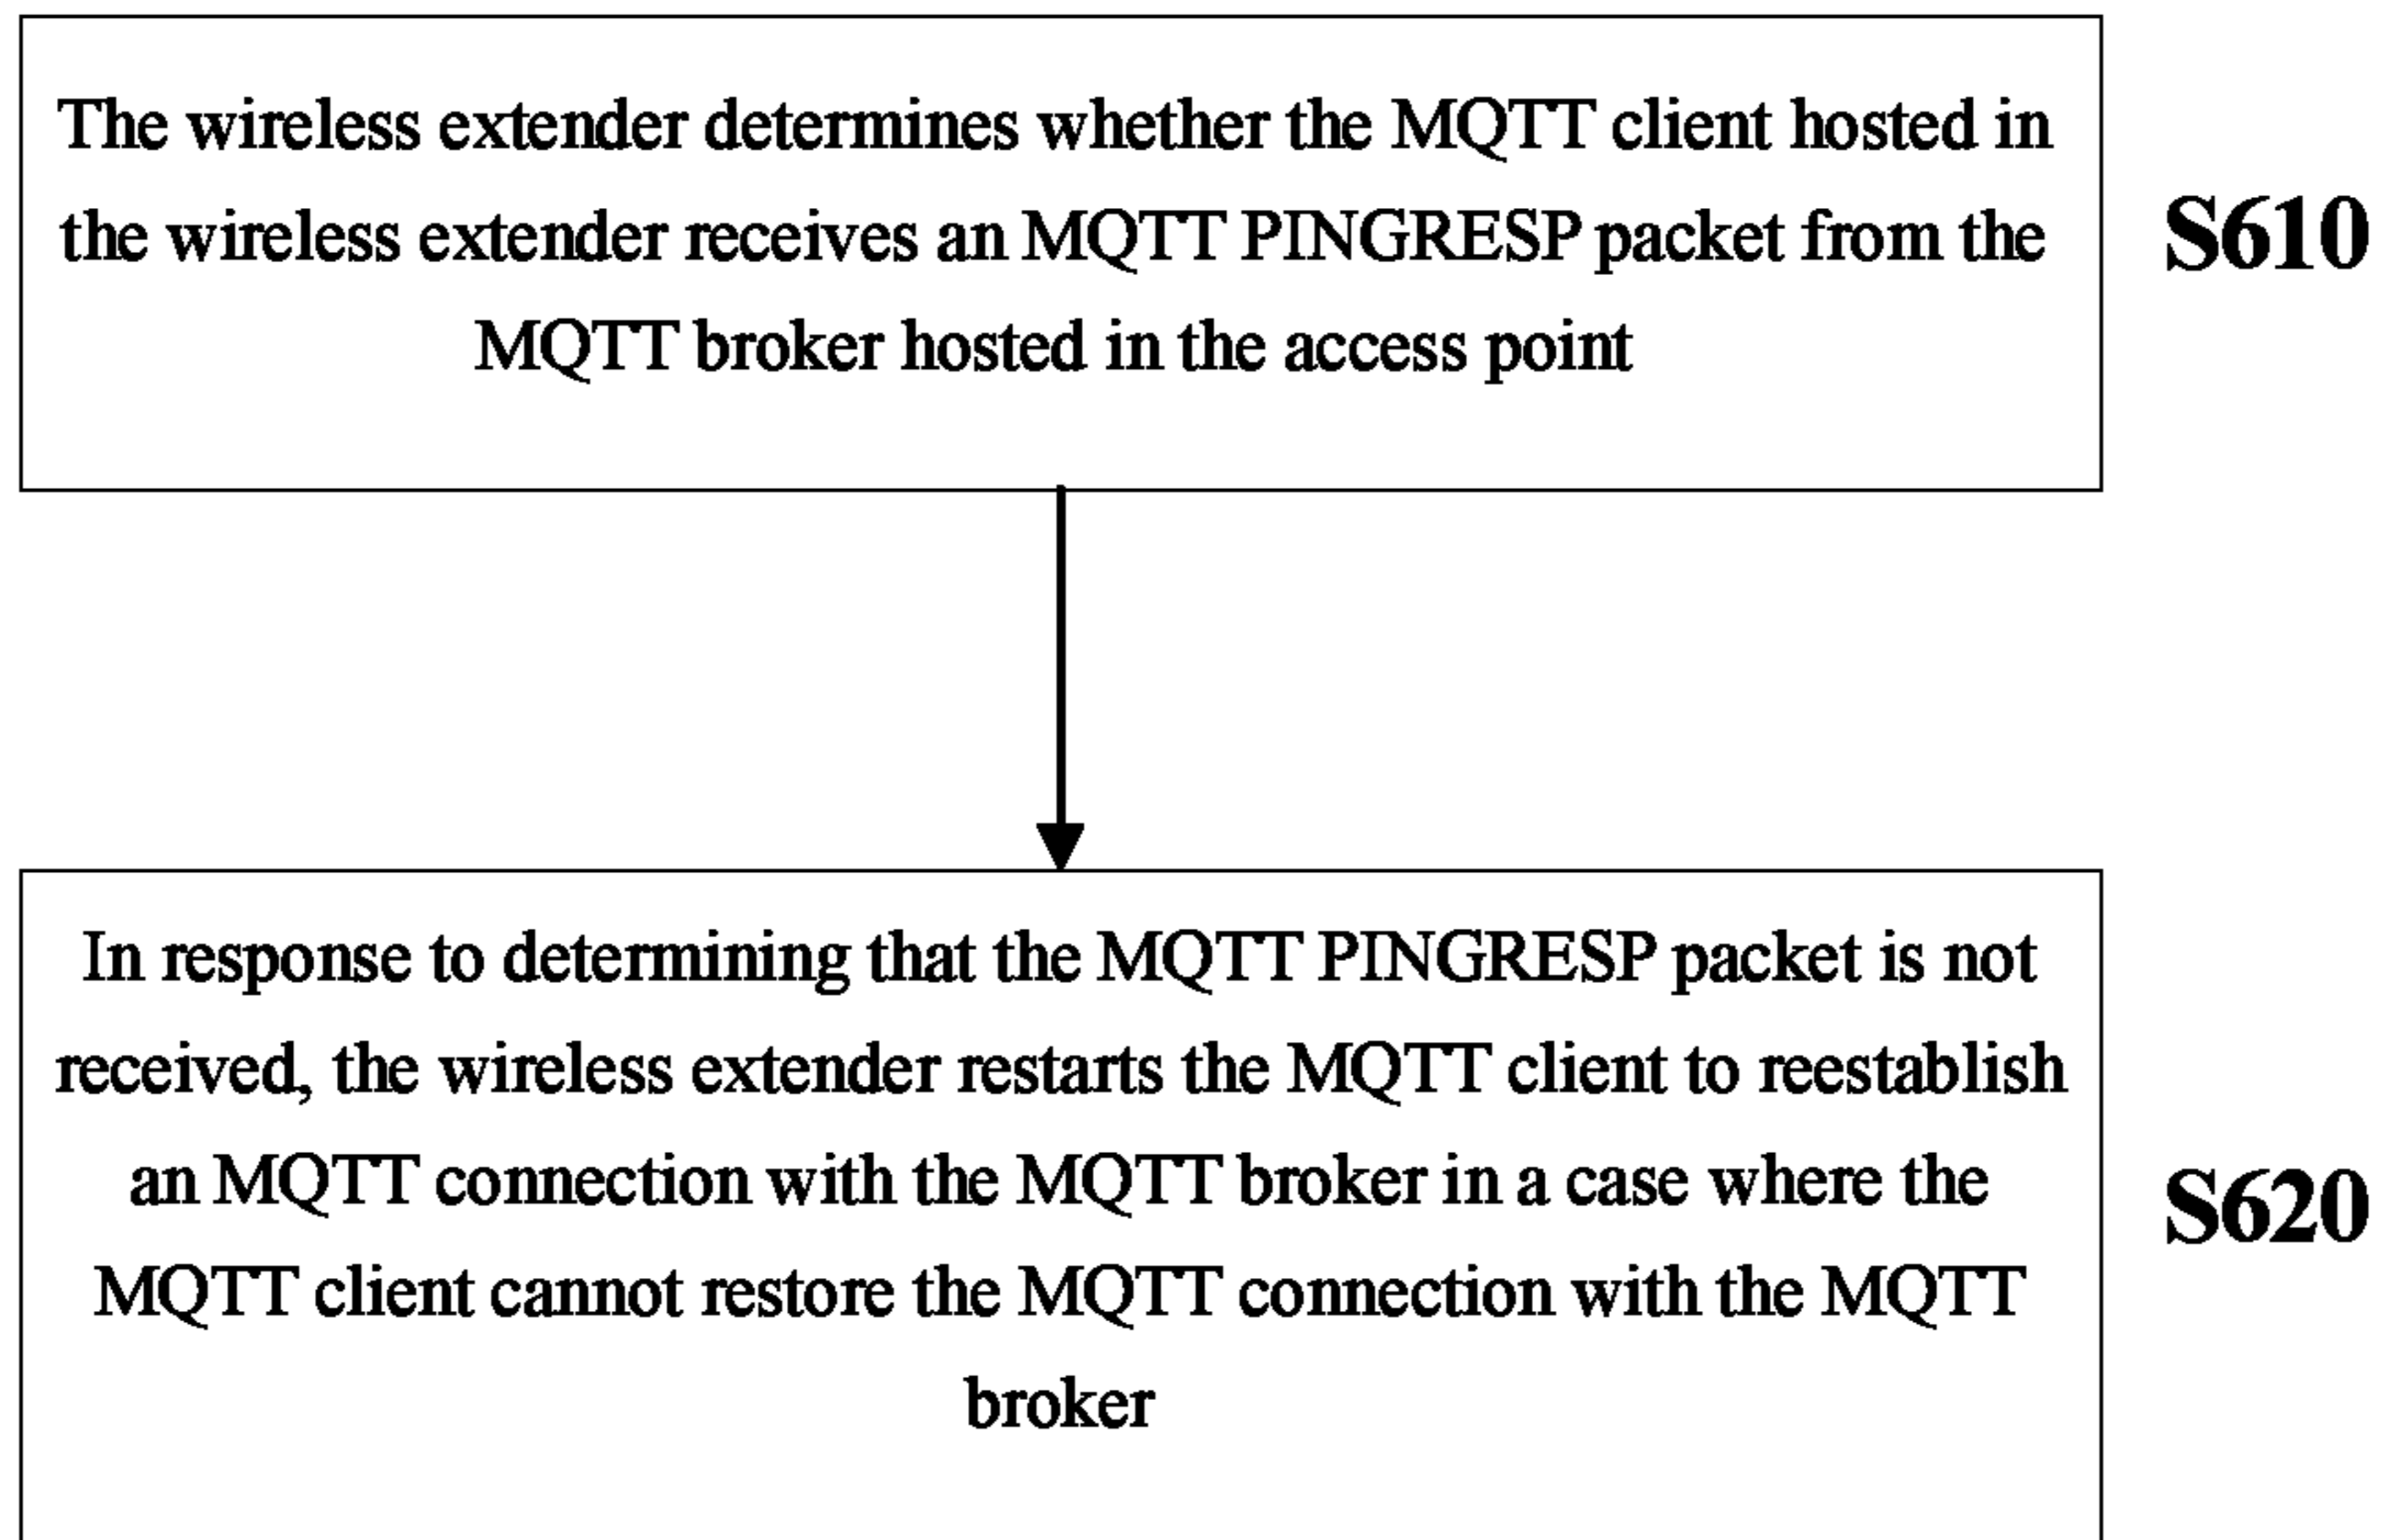 The wireless extender determines whether the MQTT client hosted in
the wireless extender receives an MQTT PINGRESP packet from the
MQTT broker hosted in the access point
S610
In response to determining that the MQTT PINGRESP packet is not
received, the wireless extender restarts the MQTT client to reestablish
an MQTT connection with the MQTT broker in a case where the
MQTT client cannot restore the MQTT connection with the MQTT
broker
S620